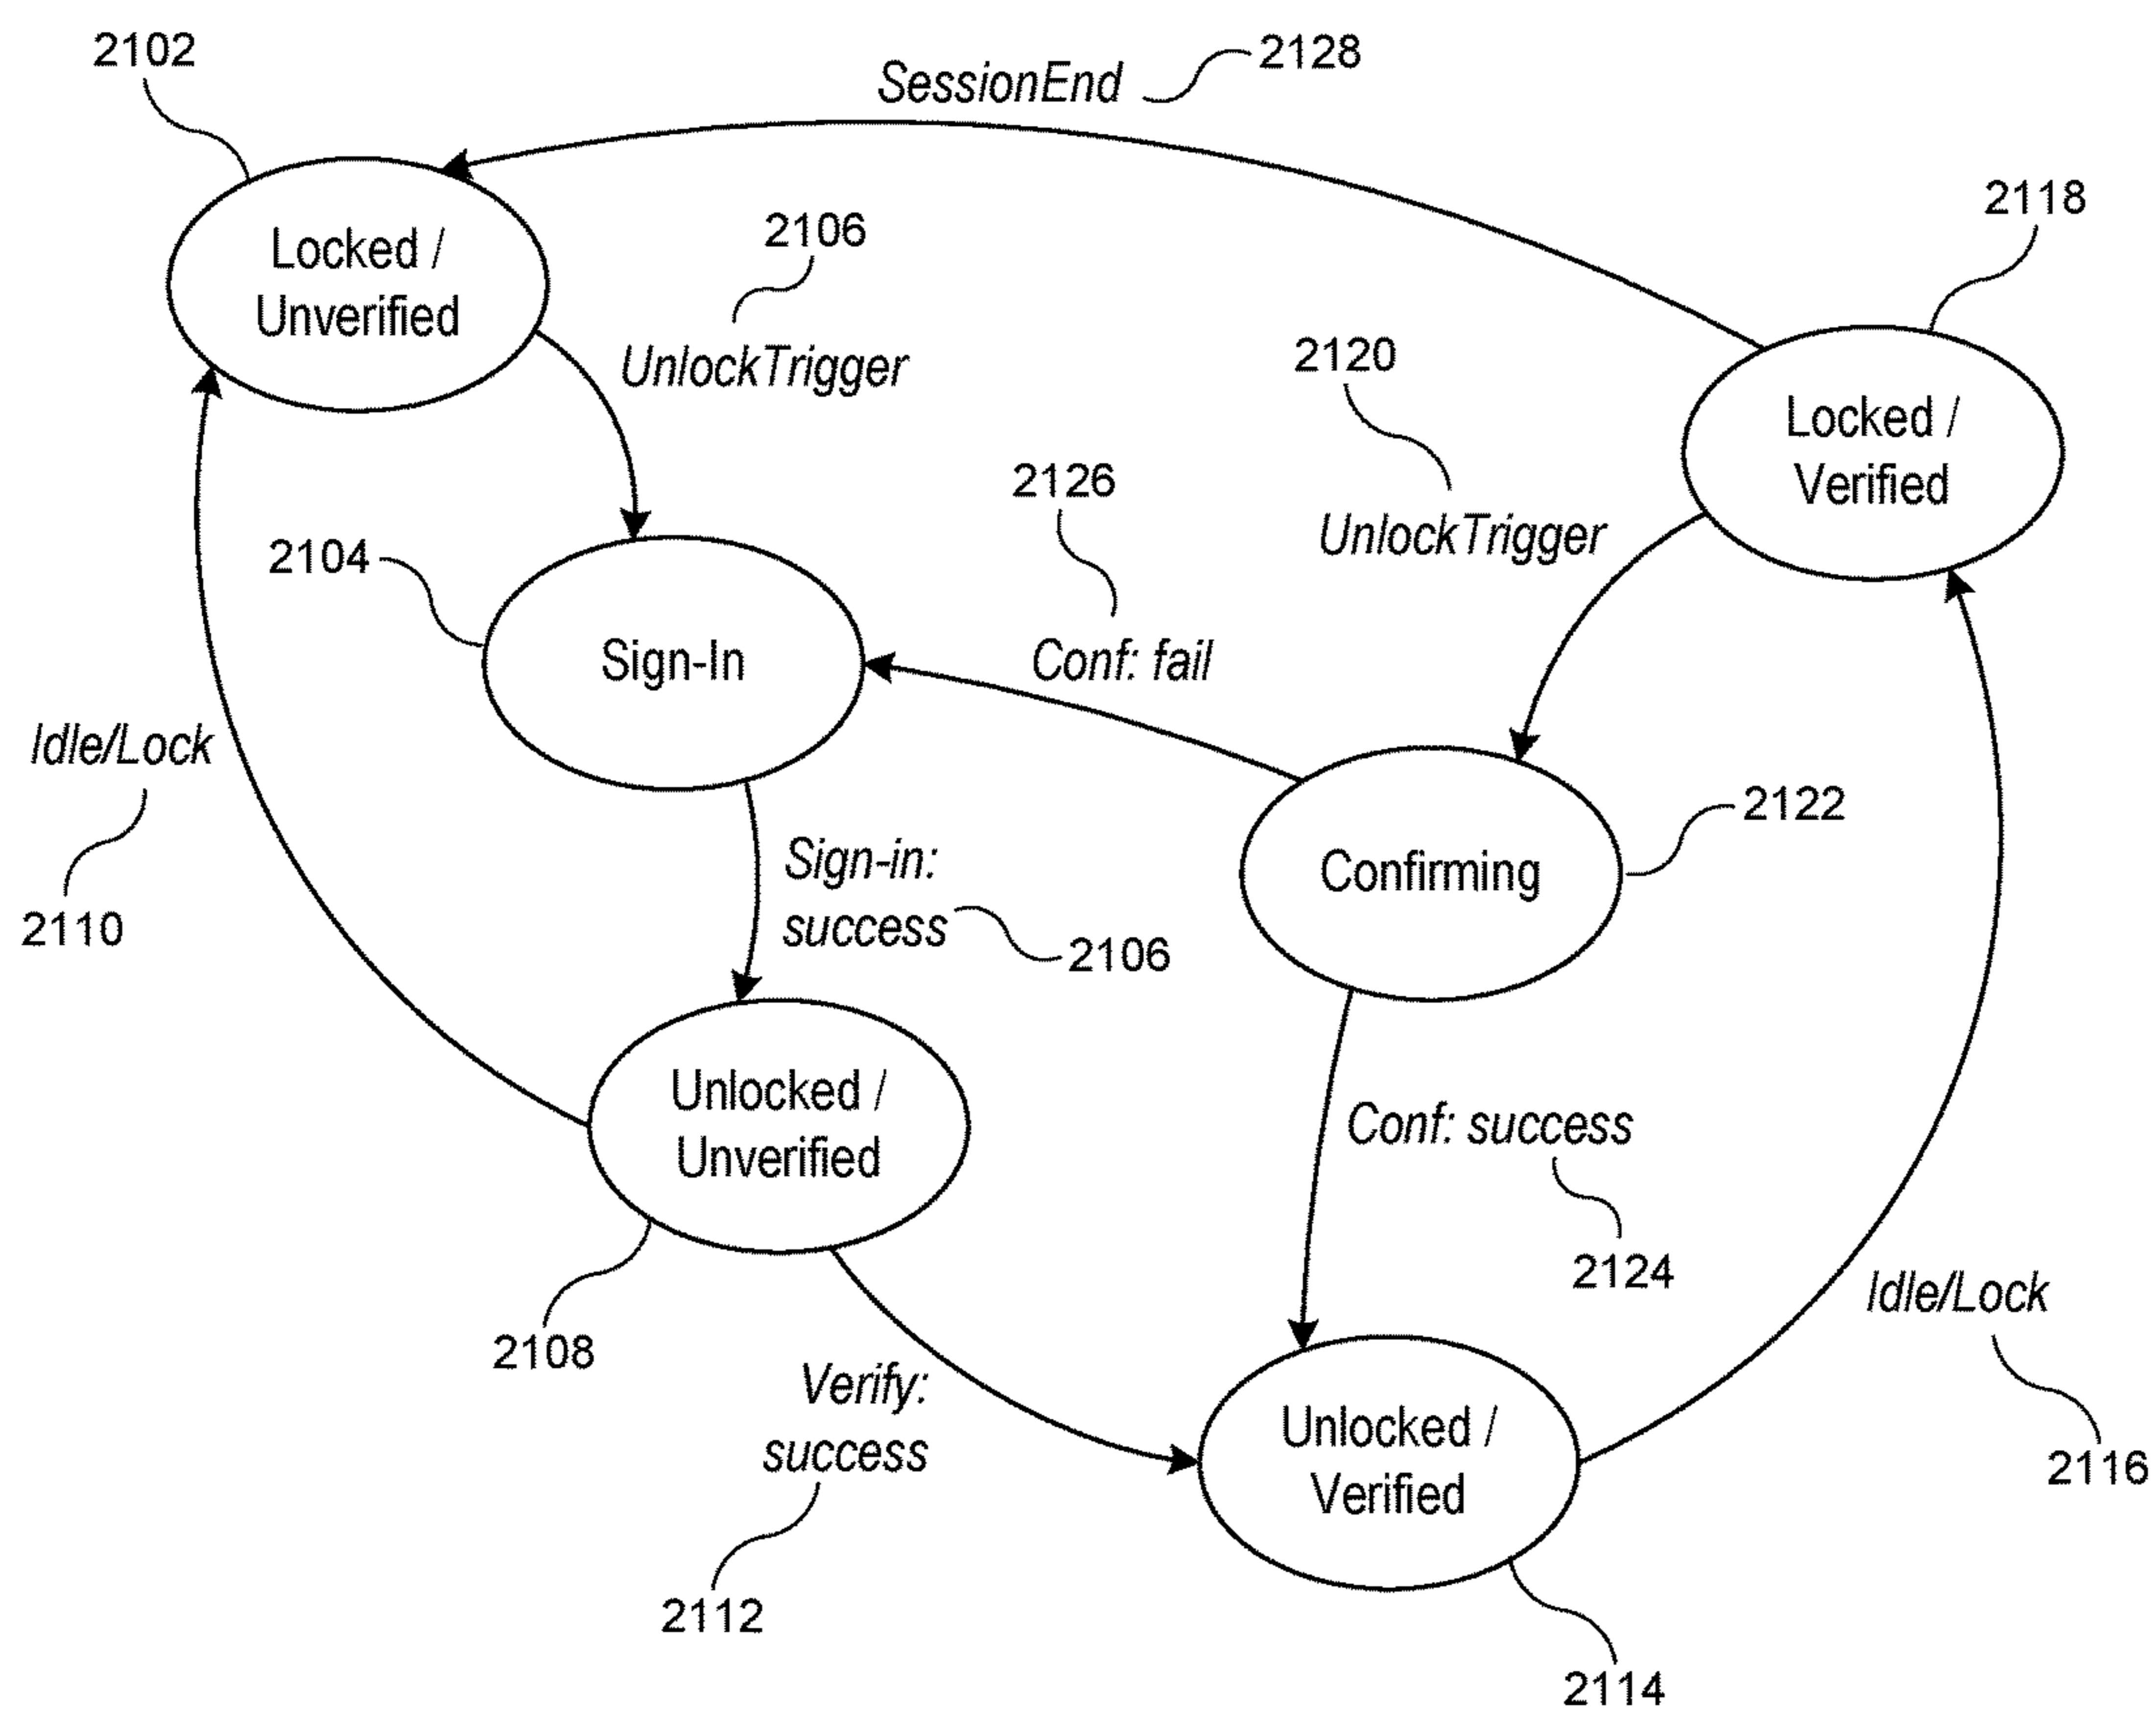 2102
SessionEnd
2128
2118
Locked /
Unverified
2106
UnlockTrigger
2120
UnlockTrigger
Locked /
Verified
2126
Conf: fail
2104
Sign-In
2122
Confirming
Idle/Lock
2110
Sign-in:
success
2106
Unlocked /
Unverified
2108
Conf: success
2124
Idle/Lock
2116
Verify:
success
2112
Unlocked /
Verified
2114